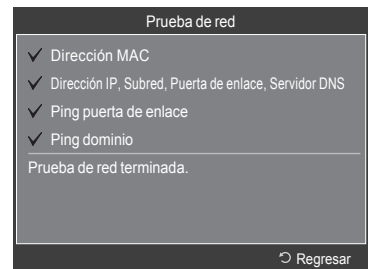 Prueba de red
Dirección MAC
Dirección IP, Subred, Puerta de enlace, Servidor DNS
Ping puerta de enlace
Ping dominio
Prueba de red terminada.
Regresar